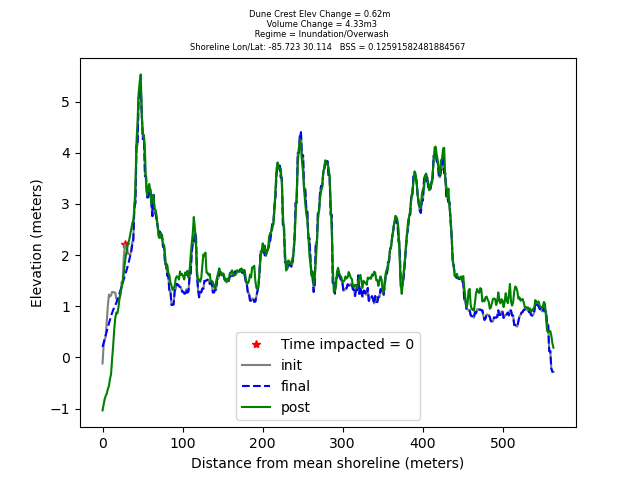 Dune Crest Elev Change = 0.62m
Volume Change = 4.33m3
Regime = Inundation/Overwash
Shoreline Lon/Lat: -85.723 30.114 BSS = 0.12591582481884567
5
4
3
2
1
0
−1
Elevation (meters)
Time impacted = 0
init
final
post
0 100 200 300 400 500
Distance from mean shoreline (meters)